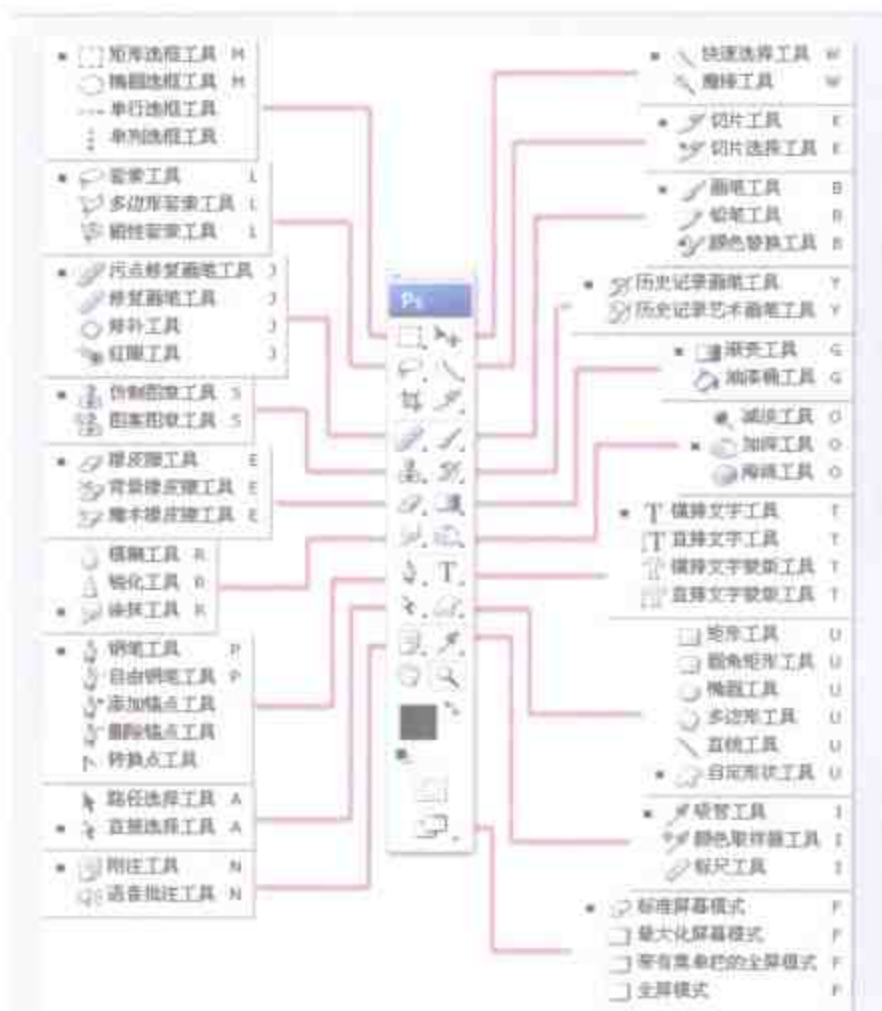 矩形选框工具 M
椭圆选框工具 M
单行选框工具
单列选框工具
套索工具 L
多边形套索工具 L
磁性套索工具 L
污点修复画笔工具 J
修复画笔工具 J
修补工具 J
红眼工具 J
仿制图章工具 S
图案图章工具 S
橡皮擦工具 E
背景橡皮擦工具 E
魔术橡皮擦工具 E
模糊工具 R
锐化工具 R
涂抹工具 R
钢笔工具 P
自由钢笔工具 P
添加锚点工具
删除锚点工具
转换点工具
路径选择工具 A
直接选择工具 A
附注工具 N
语音批注工具 N
Ps
T
快速选择工具 W
魔棒工具 W
切片工具 K
切片选择工具 K
画笔工具 B
铅笔工具 B
颜色替换工具 B
历史记录画笔工具 Y
历史记录艺术画笔工具 Y
渐变工具 G
油漆桶工具 G
减淡工具 O
加深工具 O
海绵工具 O
T 横排文字工具 T
T 直排文字工具 T
横排文字蒙版工具 T
直排文字蒙版工具 T
矩形工具 U
圆角矩形工具 U
椭圆工具 U
多边形工具 U
直线工具 U
自定形状工具 U
吸管工具 I
颜色取样器工具 I
标尺工具 I
标准屏幕模式 F
最大化屏幕模式 F
带有菜单栏的全屏模式 F
全屏模式 F